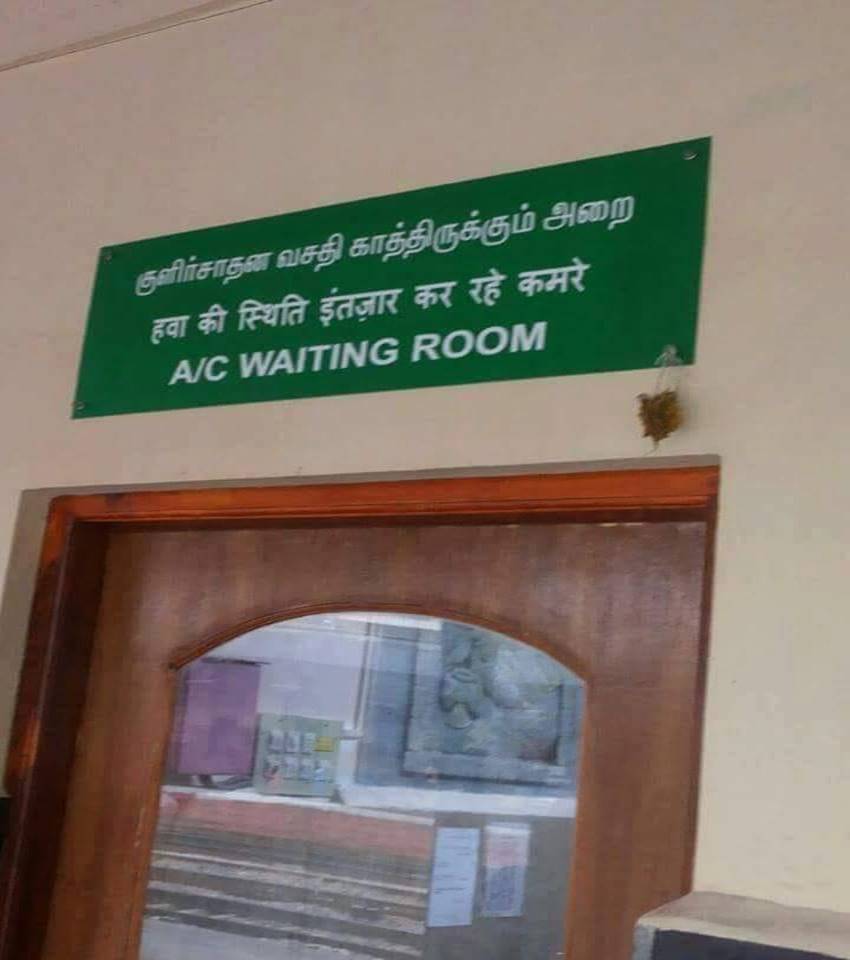 குளிர்சாதன வசதி காத்திருக்கும் அறை
हवा की स्थिति इंतज़ार कर रहे कमरे
A/C WAITING ROOM